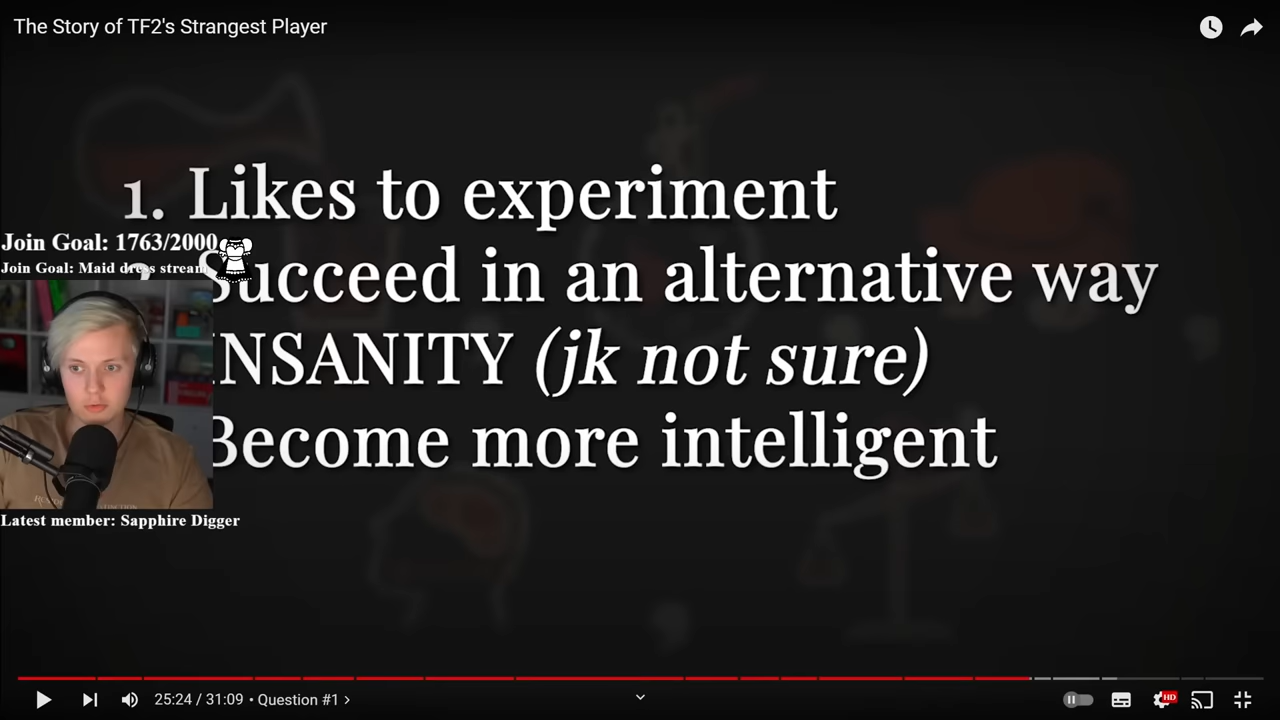 The Story of TF2's Strangest Player
1. Likes to experiment
Join Goal: 1763/2000
Join Goal: Maid dress stream
Succeed in an alternative way
INSANITY (jk not sure)
Become more intelligent
Latest member: Sapphire Digger
25:24 / 31:09 • Question #1 >
HD